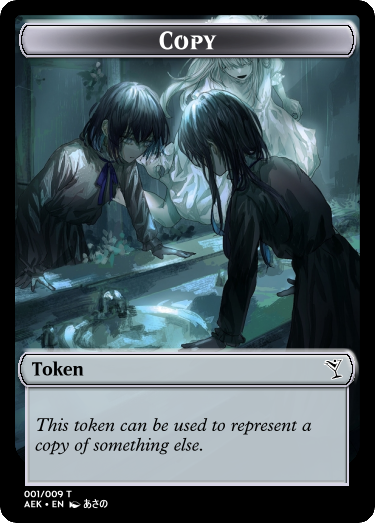 Copy
Token
This token can be used to represent a
copy of something else.
001/009 T
AEK • EN あさの